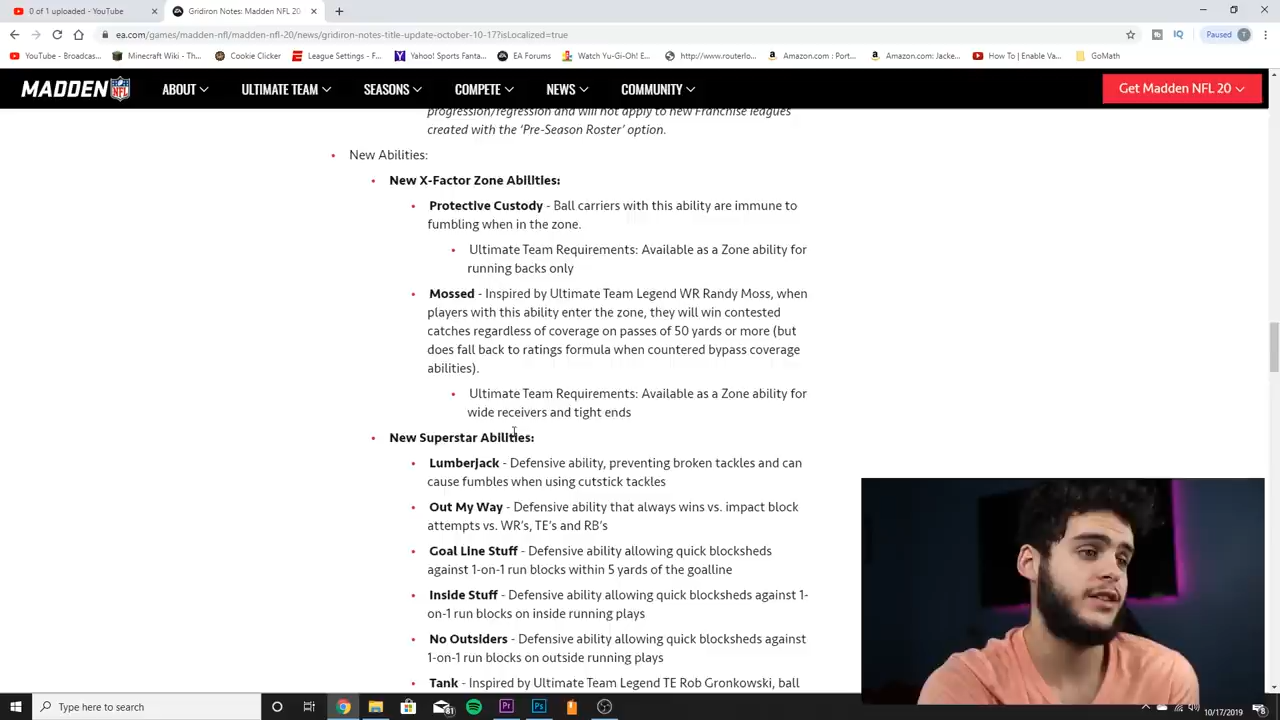 0 of 1 uploaded - YouTube
Gridiron Notes: Madden NFL 20 -
ea.com/games/madden-nfl/madden-nfl-20/news/gridiron-notes-title-update-october-10-17?isLocalized=true
Paused
T
YouTube - Broadcas...
Minecraft Wiki - Th...
Cookie Clicker
League Settings - F...
Yahoo! Sports Fanta...
EA Forums
Watch Yu-Gi-Oh! E...
http://www.routerlo...
Amazon.com : Port...
Amazon.com: Jacke...
How To | Enable Va...
GoMath
MADDEN NFL
ABOUT
ULTIMATE TEAM
SEASONS
COMPETE
NEWS
COMMUNITY
Get Madden NFL 20
progression/regression and will not apply to new Franchise leagues
created with the ‘Pre-Season Roster’ option.
New Abilities:
New X-Factor Zone Abilities:
Protective Custody - Ball carriers with this ability are immune to
fumbling when in the zone.
Ultimate Team Requirements: Available as a Zone ability for
running backs only
Mossed - Inspired by Ultimate Team Legend WR Randy Moss, when
players with this ability enter the zone, they will win contested
catches regardless of coverage on passes of 50 yards or more (but
does fall back to ratings formula when countered bypass coverage
abilities).
Ultimate Team Requirements: Available as a Zone ability for
wide receivers and tight ends
New Superstar Abilities:
Lumberjack - Defensive ability, preventing broken tackles and can
cause fumbles when using cutstick tackles
Out My Way - Defensive ability that always wins vs. impact block
attempts vs. WR’s, TE’s and RB’s
Goal Line Stuff - Defensive ability allowing quick blocksheds
against 1-on-1 run blocks within 5 yards of the goalline
Inside Stuff - Defensive ability allowing quick blocksheds against 1-
on-1 run blocks on inside running plays
No Outsiders - Defensive ability allowing quick blocksheds against
1-on-1 run blocks on outside running plays
Tank - Inspired by Ultimate Team Legend TE Rob Gronkowski, ball
Type here to search
10/17/2019